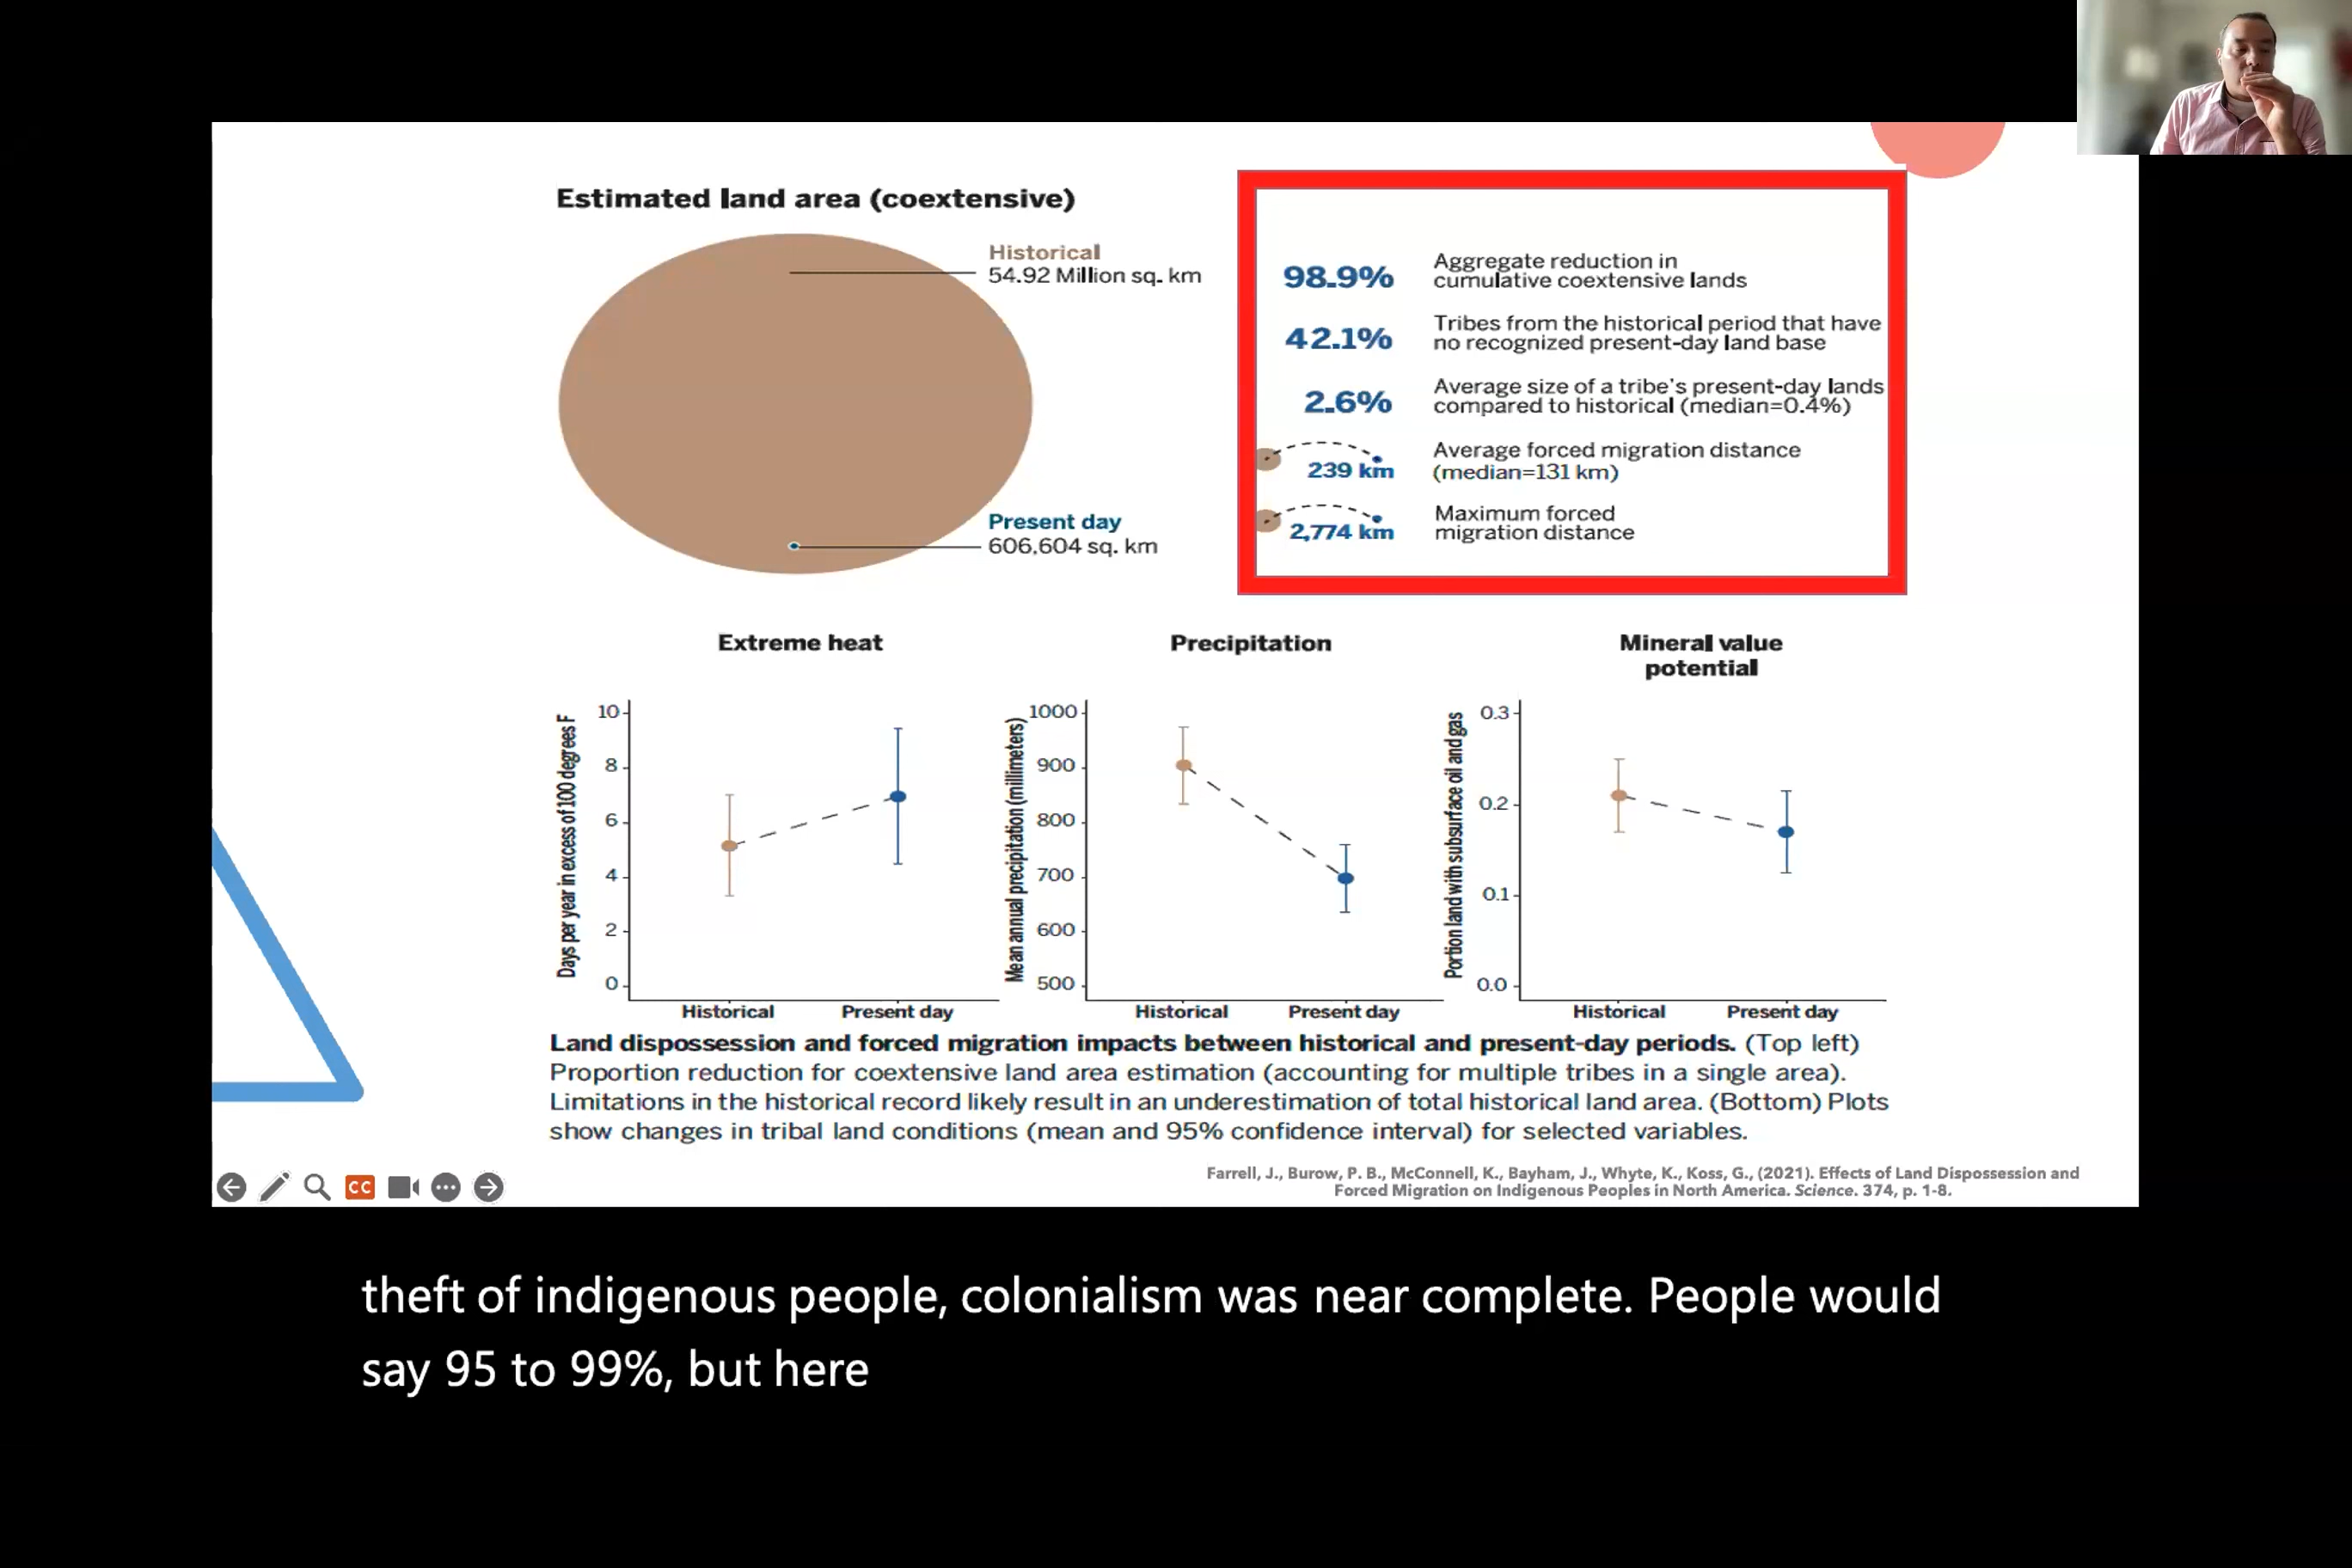 Estimated land area (coextensive)
Historical
54.92 Million sq. km
Present day
606,604 sq. km
98.9%
Aggregate reduction in
cumulative coextensive lands
42.1%
Tribes from the historical period that have
no recognized present-day land base
2.6%
Average size of a tribe's present-day lands
compared to historical (median=0.4%)
239 km
Average forced migration distance
(median=131 km)
2,774 km
Maximum forced
migration distance
Extreme heat
Days per year in excess of 100 degrees F
10
8
6
4
2
0
Historical
Present day
Precipitation
Mean annual precipitation (millimeters)
1000
900
800
700
600
500
Historical
Present day
Mineral value
potential
Portion land with subsurface oil and gas
0.3
0.2
0.1
0.0
Historical
Present day
Land dispossession and forced migration impacts between historical and present-day periods. (Top left)
Proportion reduction for coextensive land area estimation (accounting for multiple tribes in a single area).
Limitations in the historical record likely result in an underestimation of total historical land area. (Bottom) Plots
show changes in tribal land conditions (mean and 95% confidence interval) for selected variables.
Farrell, J., Burow, P. B., McConnell, K., Bayham, J., Whyte, K., Koss, G., (2021). Effects of Land Dispossession and
Forced Migration on Indigenous Peoples in North America. Science. 374, p. 1-8.
CC
theft of indigenous people, colonialism was near complete. People would
say 95 to 99%, but here